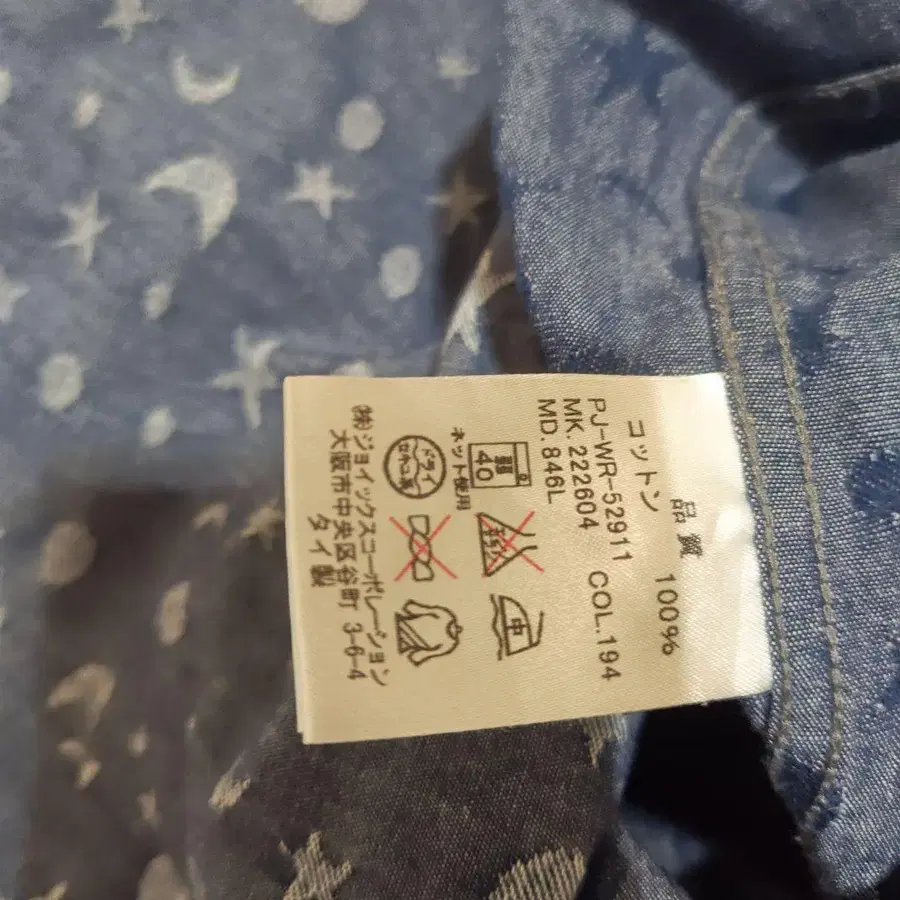 品質
コットン 100%
PJ-WR-52911
MK.222604 COL.194
MD.846L
40 中
ネット使用
ドライ
㈱ジョイックスコーポレーション
大阪市中央区谷町 3-6-4
タイ製